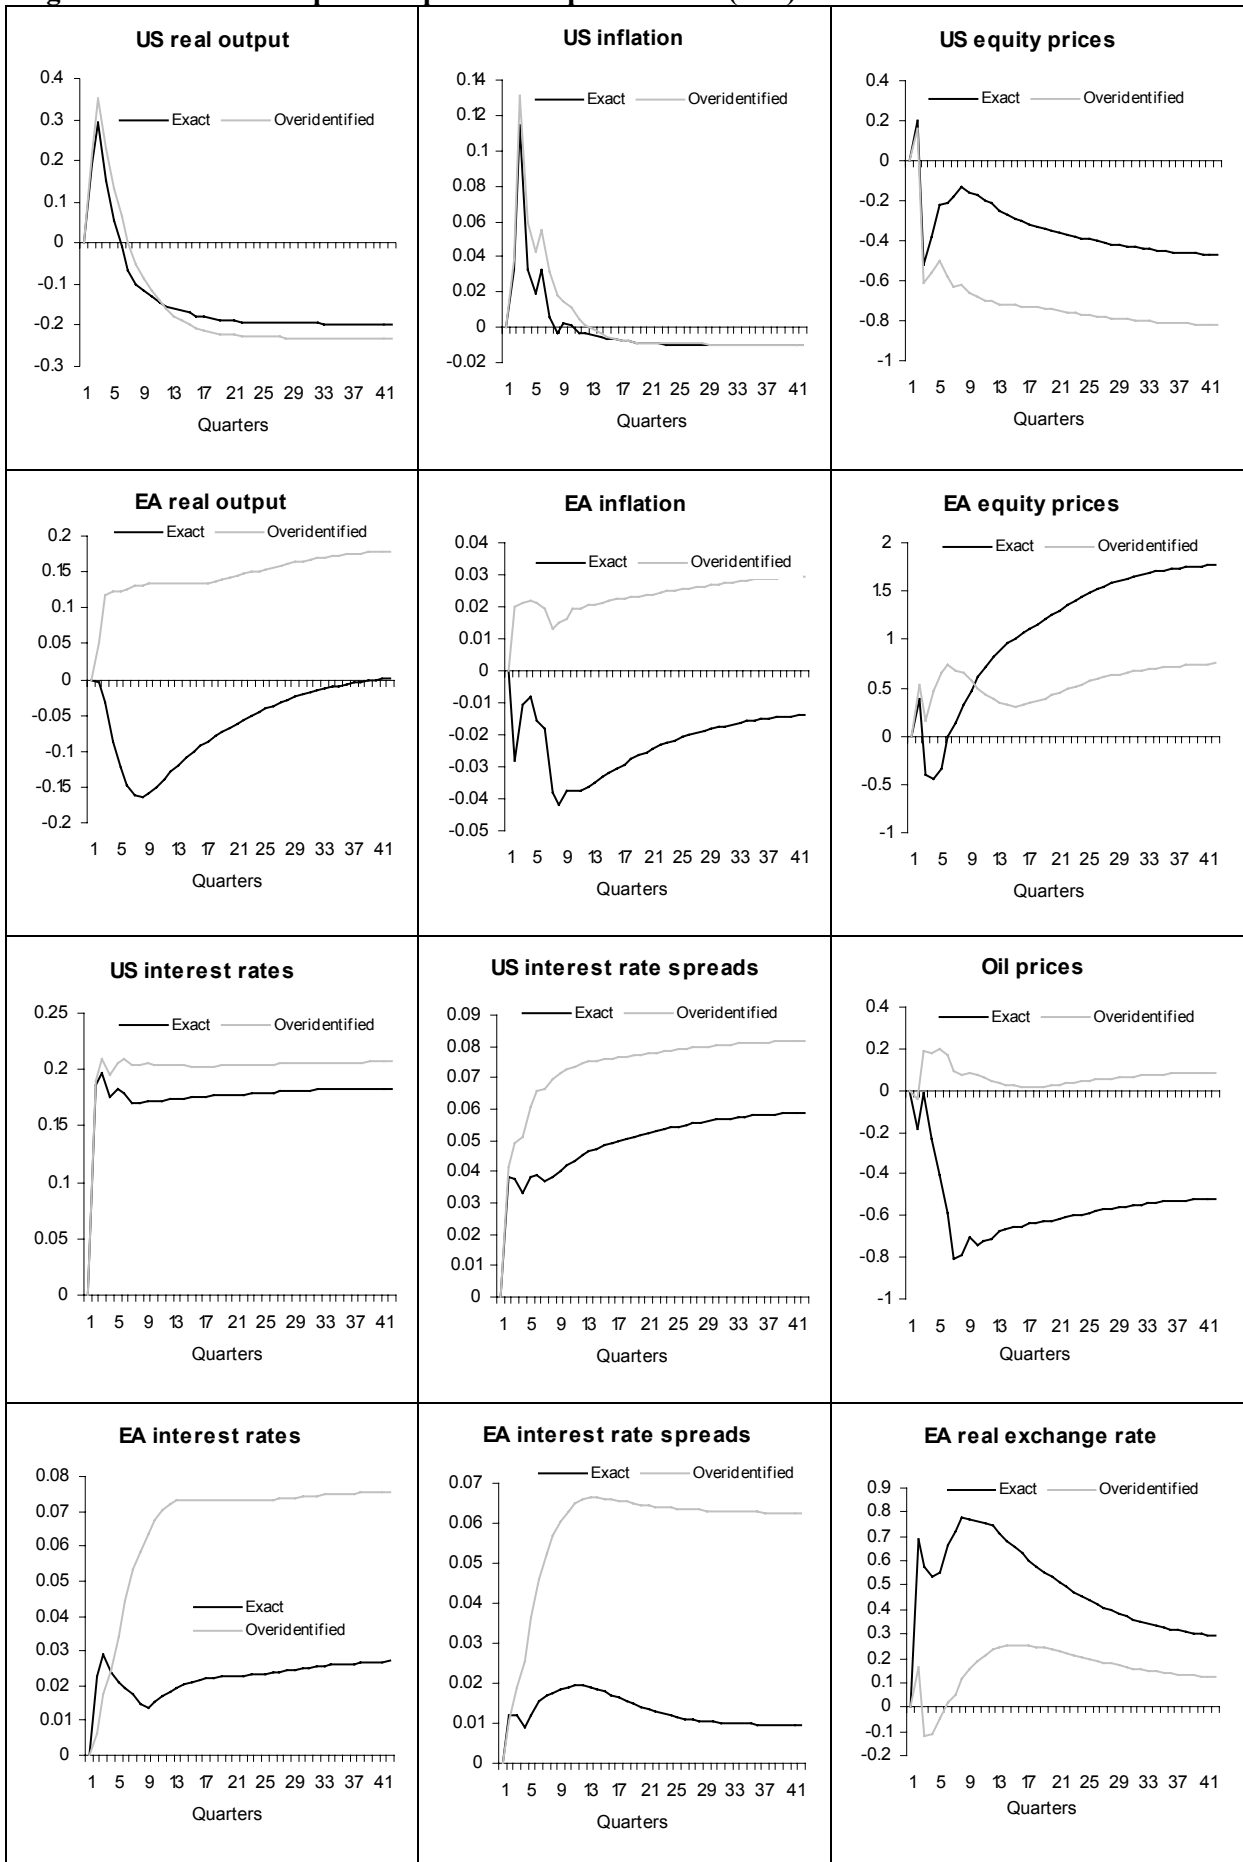 US real output
0.4
0.3
0.2
0.1
0
-0.1
-0.2
-0.3
Exact
Overidentified
1 5 9 13 17 21 25 29 33 37 41
Quarters
US inflation
0.14
0.12
0.1
0.08
0.06
0.04
0.02
0
-0.02
Exact
Overidentified
1 5 9 13 17 21 25 29 33 37 41
Quarters
US equity prices
0.4
0.2
0
-0.2
-0.4
-0.6
-0.8
-1
Exact
Overidentified
1 5 9 13 17 21 25 29 33 37 41
Quarters
EA real output
0.2
0.15
0.1
0.05
0
-0.05
-0.1
-0.15
-0.2
Exact
Overidentified
1 5 9 13 17 21 25 29 33 37 41
Quarters
EA inflation
0.04
0.03
0.02
0.01
0
-0.01
-0.02
-0.03
-0.04
-0.05
Exact
Overidentified
1 5 9 13 17 21 25 29 33 37 41
Quarters
EA equity prices
2
1.5
1
0.5
0
-0.5
-1
Exact
Overidentified
1 5 9 13 17 21 25 29 33 37 41
Quarters
US interest rates
0.25
0.2
0.15
0.1
0.05
0
Exact
Overidentified
1 5 9 13 17 21 25 29 33 37 41
Quarters
US interest rate spreads
0.09
0.08
0.07
0.06
0.05
0.04
0.03
0.02
0.01
0
Exact
Overidentified
1 5 9 13 17 21 25 29 33 37 41
Quarters
Oil prices
0.4
0.2
0
-0.2
-0.4
-0.6
-0.8
-1
Exact
Overidentified
1 5 9 13 17 21 25 29 33 37 41
Quarters
EA interest rates
0.08
0.07
0.06
0.05
0.04
0.03
0.02
0.01
0
Exact
Overidentified
1 5 9 13 17 21 25 29 33 37 41
Quarters
EA interest rate spreads
0.07
0.06
0.05
0.04
0.03
0.02
0.01
0
Exact
Overidentified
1 5 9 13 17 21 25 29 33 37 41
Quarters
EA real exchange rate
0.9
0.8
0.7
0.6
0.5
0.4
0.3
0.2
0.1
0
-0.1
-0.2
Exact
Overidentified
1 5 9 13 17 21 25 29 33 37 41
Quarters